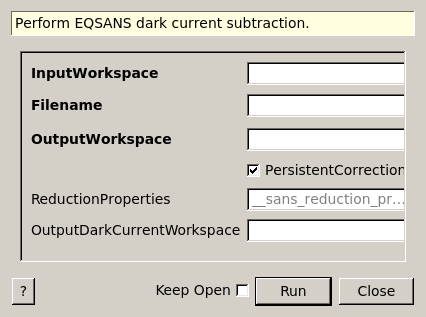 Perform EQSANS dark current subtraction.
InputWorkspace
Filename
OutputWorkspace
PersistentCorrection
ReductionProperties __sans_reduction_pr...
OutputDarkCurrentWorkspace
? Keep Open Run Close